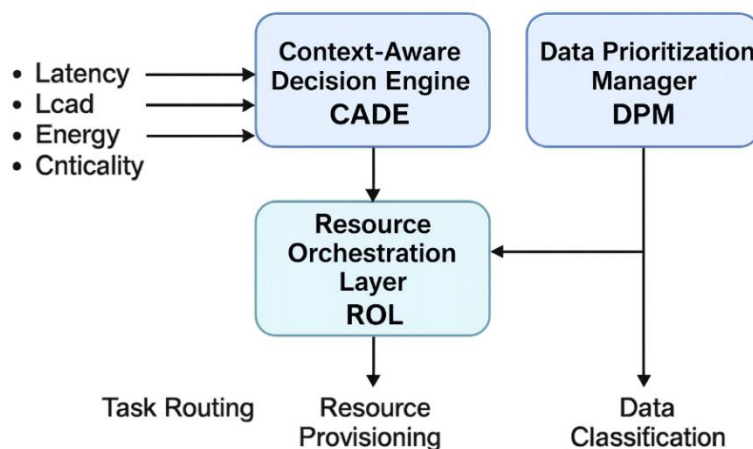 • Latency
• Lcad
• Energy
• Cnticality
Context-Aware
Decision Engine
CADE
Data Prioritization
Manager
DPM
Resource
Orchestration
Layer
ROL
Task Routing
Resource
Provisioning
Data
Classification